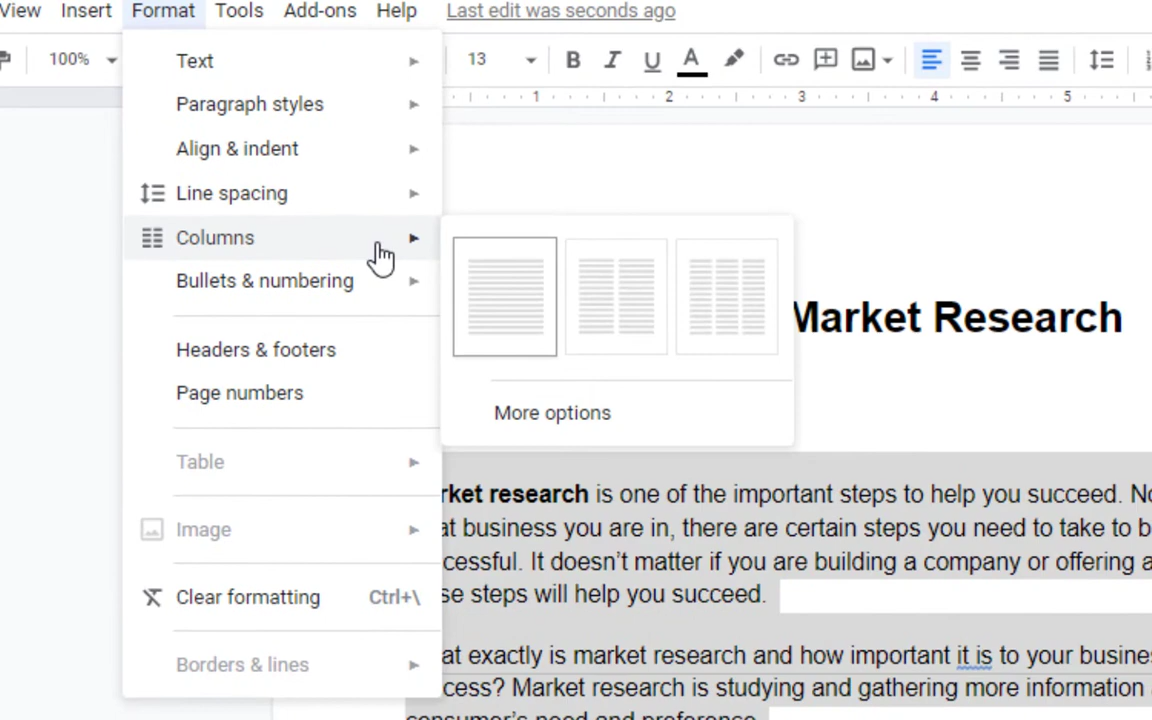 View Insert Format Tools Add-ons Help Last edit was seconds ago
100% 13 B I U A
1 2 3 4 5
Text
Paragraph styles
Align & indent
Line spacing
Columns
Bullets & numbering
Headers & footers
Page numbers
Table
Image
Clear formatting Ctrl+\
Borders & lines
More options
Market Research
rket research is one of the important steps to help you succeed. No
at business you are in, there are certain steps you need to take to b
cessful. It doesn't matter if you are building a company or offering a
se steps will help you succeed.
at exactly is market research and how important it is to your busine
cess? Market research is studying and gathering more information
consumer's need and preference.